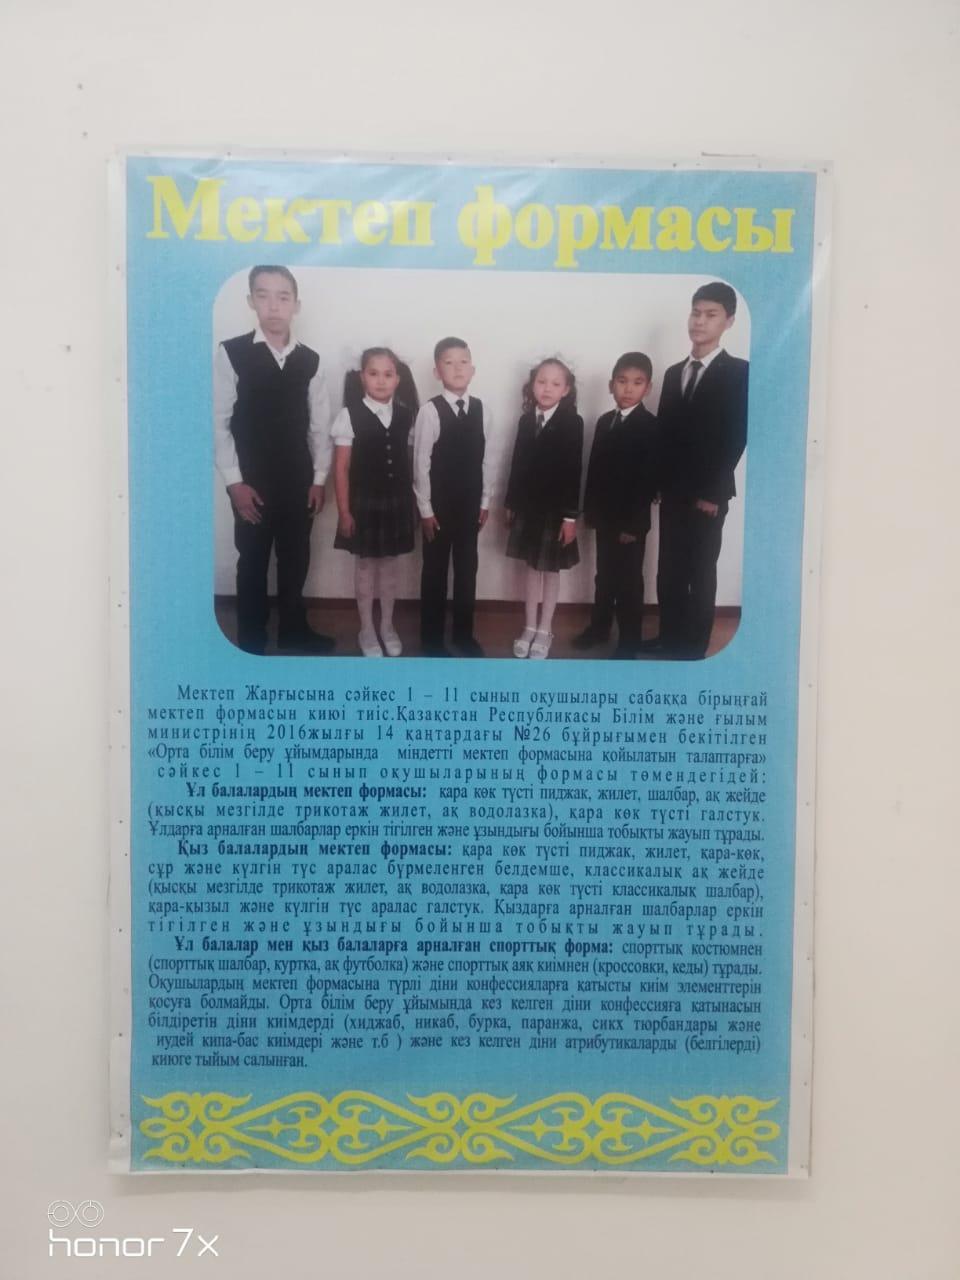 Мектеп формасы
Мектеп Жарғысына сәйкес 1 – 11 сынып оқушылары сабаққа бірыңғай
мектеп формасын киюі тиіс.Қазақстан Республикасы Білім және ғылым
министрінің 2016жылғы 14 қаңтардағы №26 бұйрығымен бекітілген
«Орта білім беру ұйымдарында міндетті мектеп формасына қойылатын талаптарға»
сәйкес 1 – 11 сынып оқушыларының формасы төмендегідей:
Ұл балалардың мектеп формасы: қара көк түсті пиджак, жилет, шалбар, ақ жейде
(қысқы мезгілде трикотаж жилет, ақ водолазка), қара көк түсті галстук.
Ұлдарға арналған шалбарлар еркін тігілген және ұзындығы бойынша тобықты жауып тұрады.
Қыз балалардың мектеп формасы: қара көк түсті пиджак, жилет, қара-көк,
сұр және күлгін түс аралас бүрмеленген белдемше, классикалық ақ жейде
(қысқы мезгілде трикотаж жилет, ақ водолазка, қара көк түсті классикалық шалбар),
қара-қызыл және күлгін түс аралас галстук. Қыздарға арналған шалбарлар еркін
тігілген және ұзындығы бойынша тобықты жауып тұрады.
Ұл балалар мен қыз балаларға арналған спорттық форма: спорттық костюмнен
(спорттық шалбар, куртка, ақ футболка) және спорттық аяқ киімнен (кроссовки, кеды) тұрады.
Оқушылардың мектеп формасына түрлі діни конфессияларға қатысты киім элементтерін
қосуға болмайды. Орта білім беру ұйымында кез келген діни конфессияға қатынасын
білдіретін діни киімдерді (хиджаб, никаб, бурка, паранжа, сикх тюрбандары және
иудей кипа-бас киімдері және т.б ) және кез келген діни атрибутикаларды (белгілерді)
киюге тыйым салынған.
honor 7x